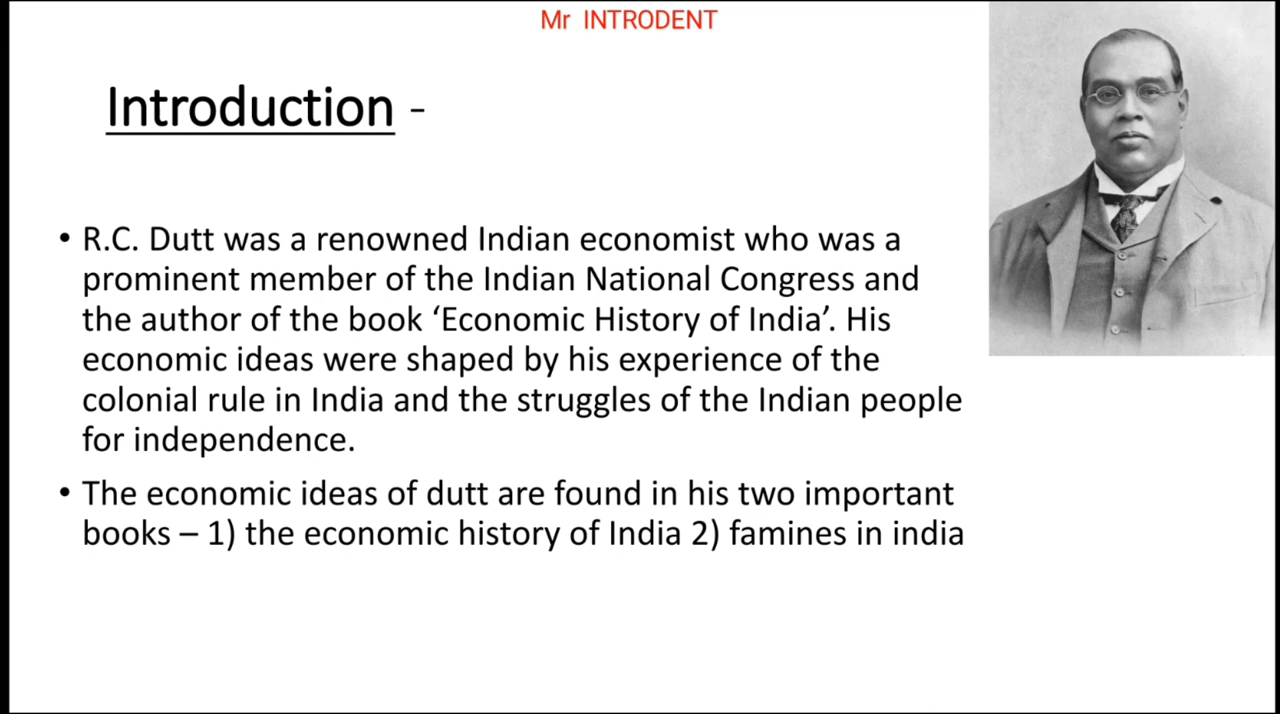 Mr INTRODENT
Introduction -
• R.C. Dutt was a renowned Indian economist who was a
prominent member of the Indian National Congress and
the author of the book ‘Economic History of India’. His
economic ideas were shaped by his experience of the
colonial rule in India and the struggles of the Indian people
for independence.
• The economic ideas of dutt are found in his two important
books – 1) the economic history of India 2) famines in india